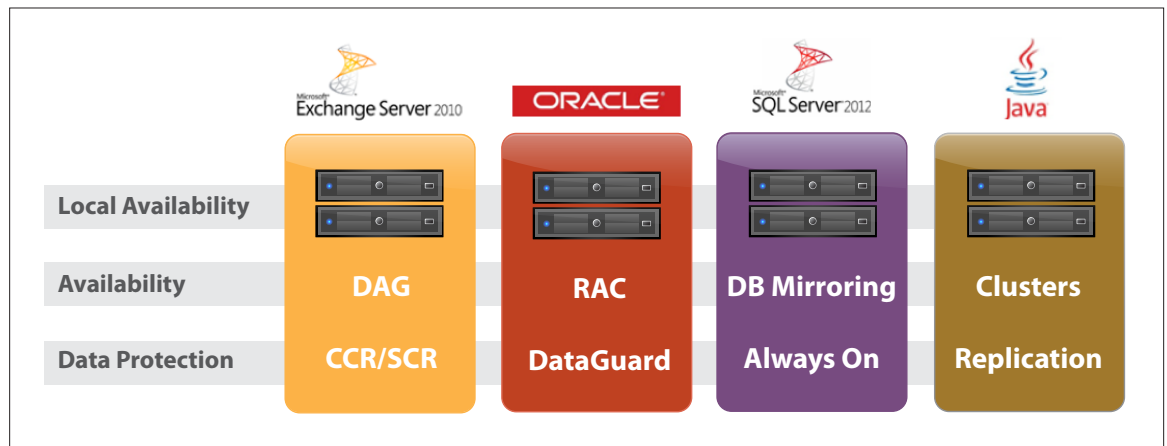 Microsoft®
Exchange Server 2010
ORACLE®
Microsoft®
SQL Server 2012
Java
Local Availability
Availability
DAG
RAC
DB Mirroring
Clusters
Data Protection
CCR/SCR
DataGuard
Always On
Replication